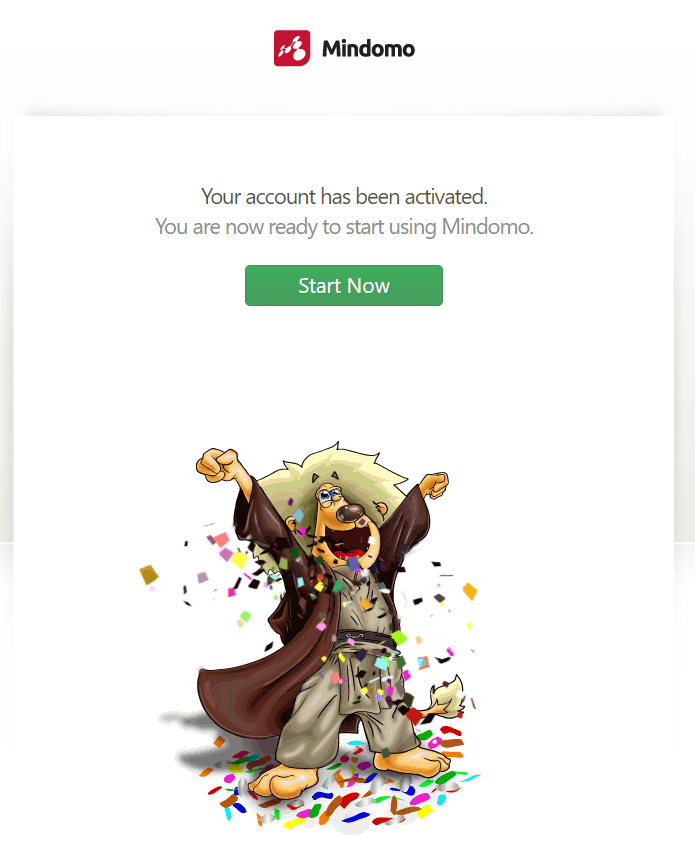 Mindomo
Your account has been activated.
You are now ready to start using Mindomo.
Start Now